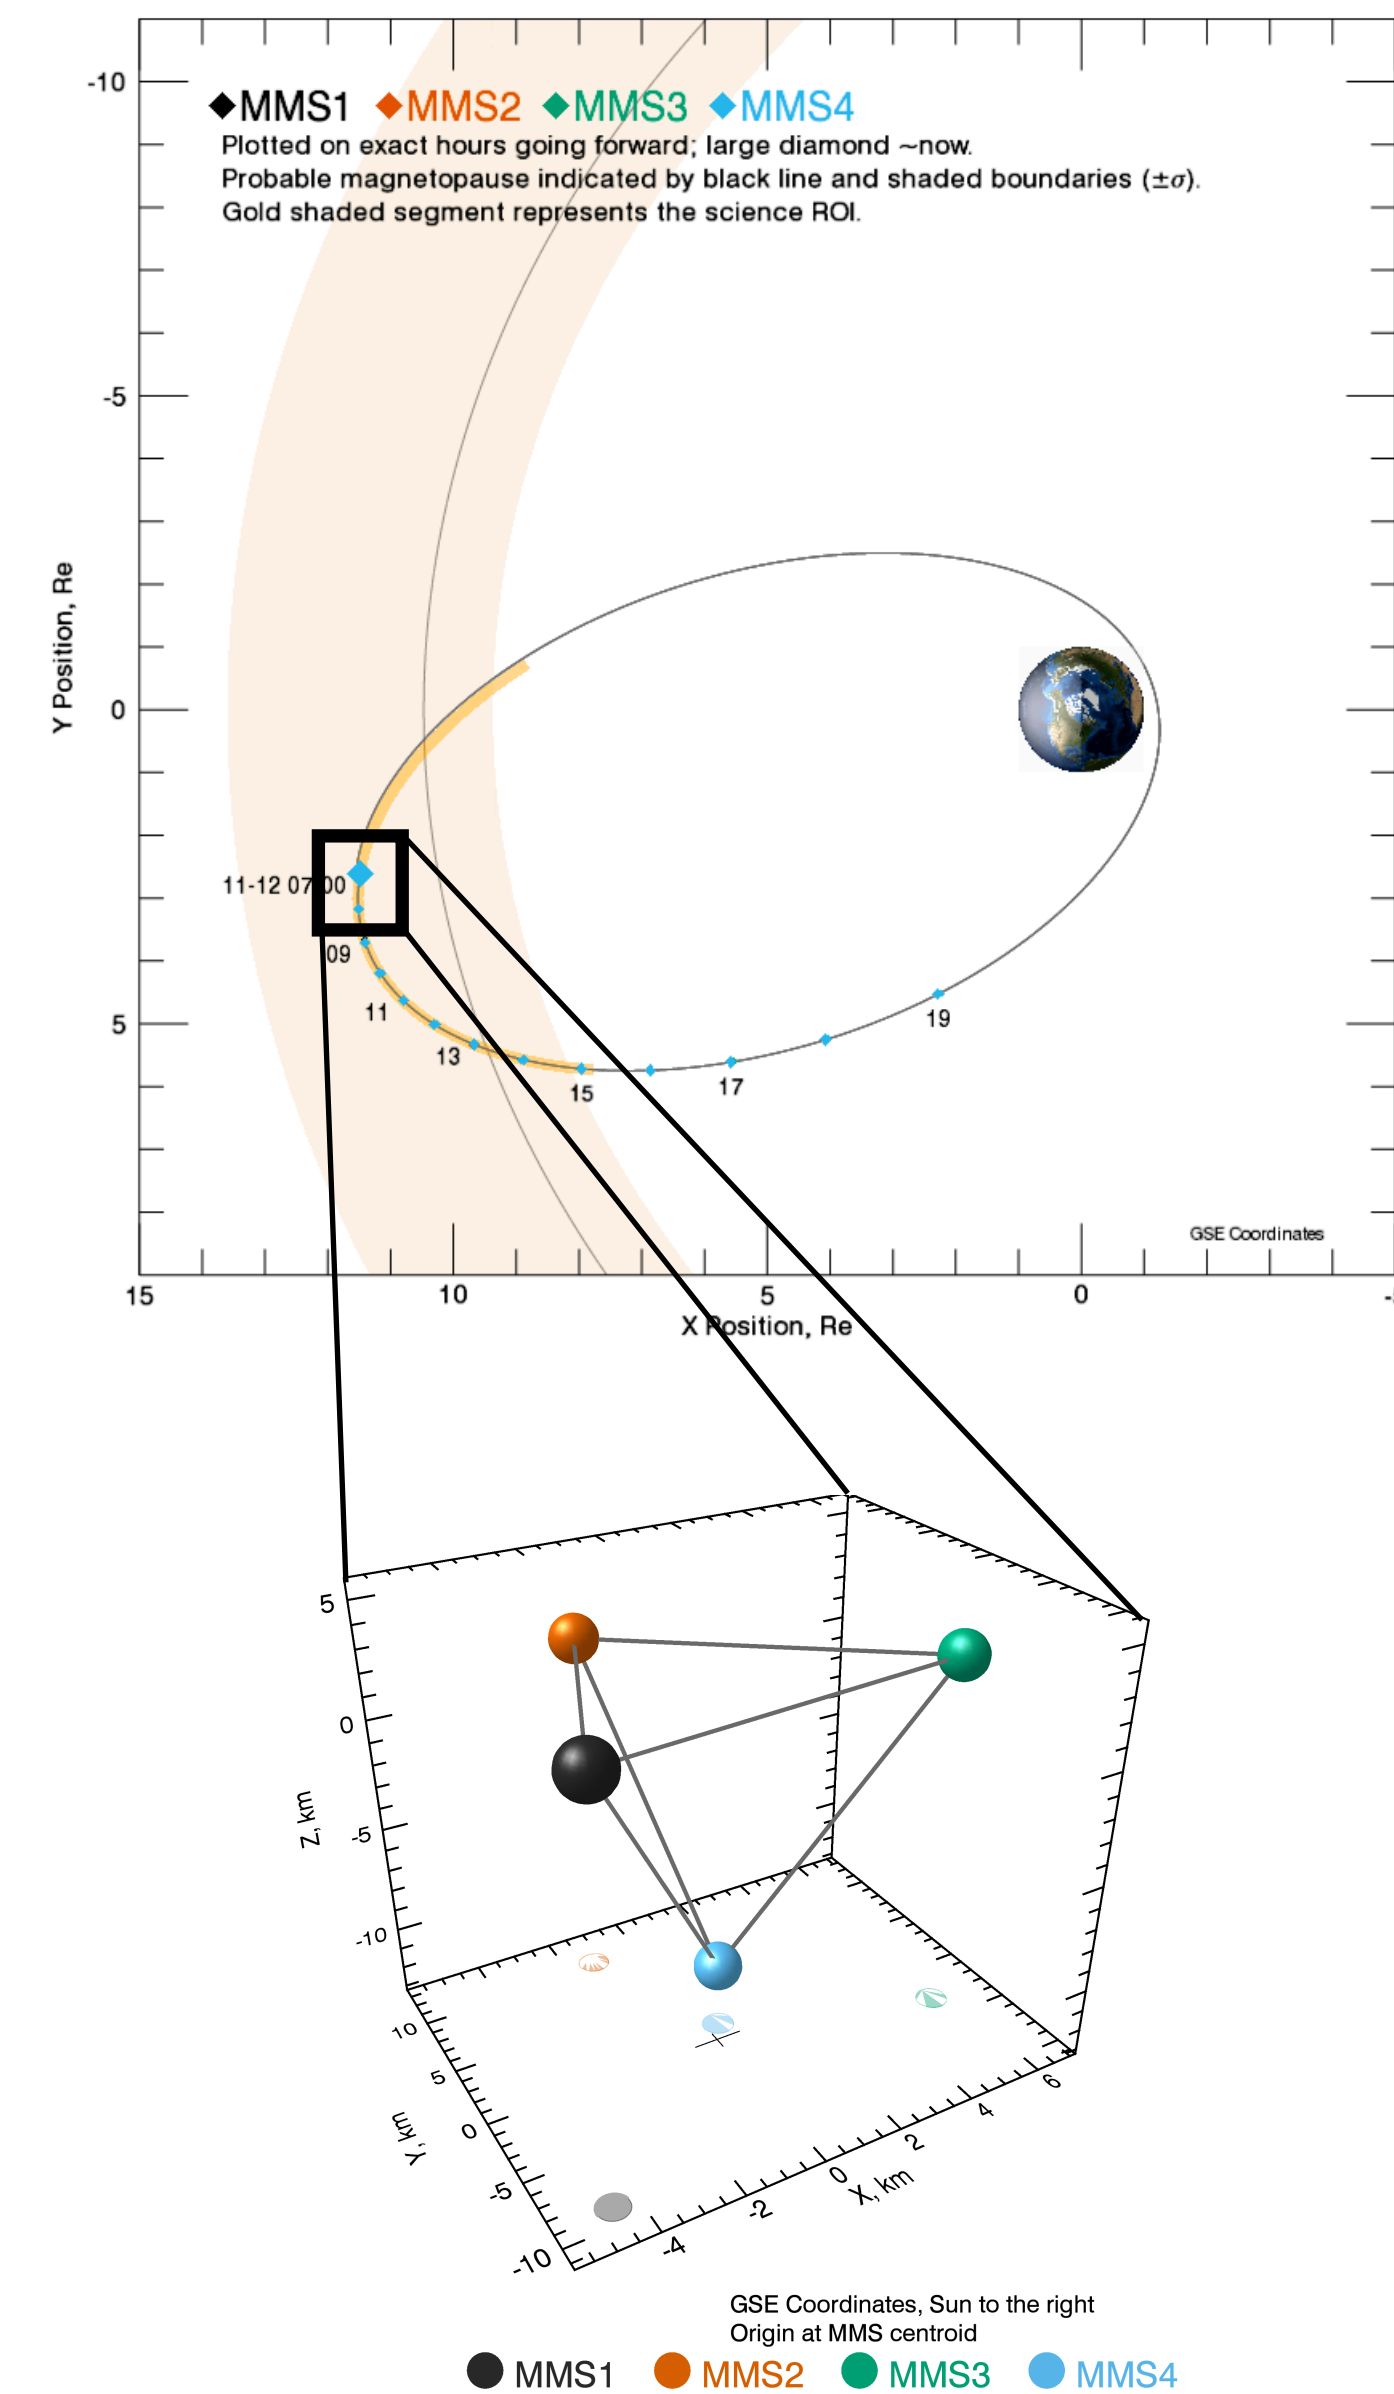 -10
MMS1 MMS2 MMS3 MMS4
Plotted on exact hours going forward; large diamond ~now.
Probable magnetopause indicated by black line and shaded boundaries (±σ).
Gold shaded segment represents the science ROI.
-5
Y Position, Re
0
11-12 07:00
09
11
13
15
17
19
5
GSE Coordinates
15 10 5 0
X Position, Re
5
0
-5
-10
Z, km
10
5
0
-5
-10
Y, km
-4
-2
0
2
4
6
X, km
GSE Coordinates, Sun to the right
Origin at MMS centroid
MMS1 MMS2 MMS3 MMS4